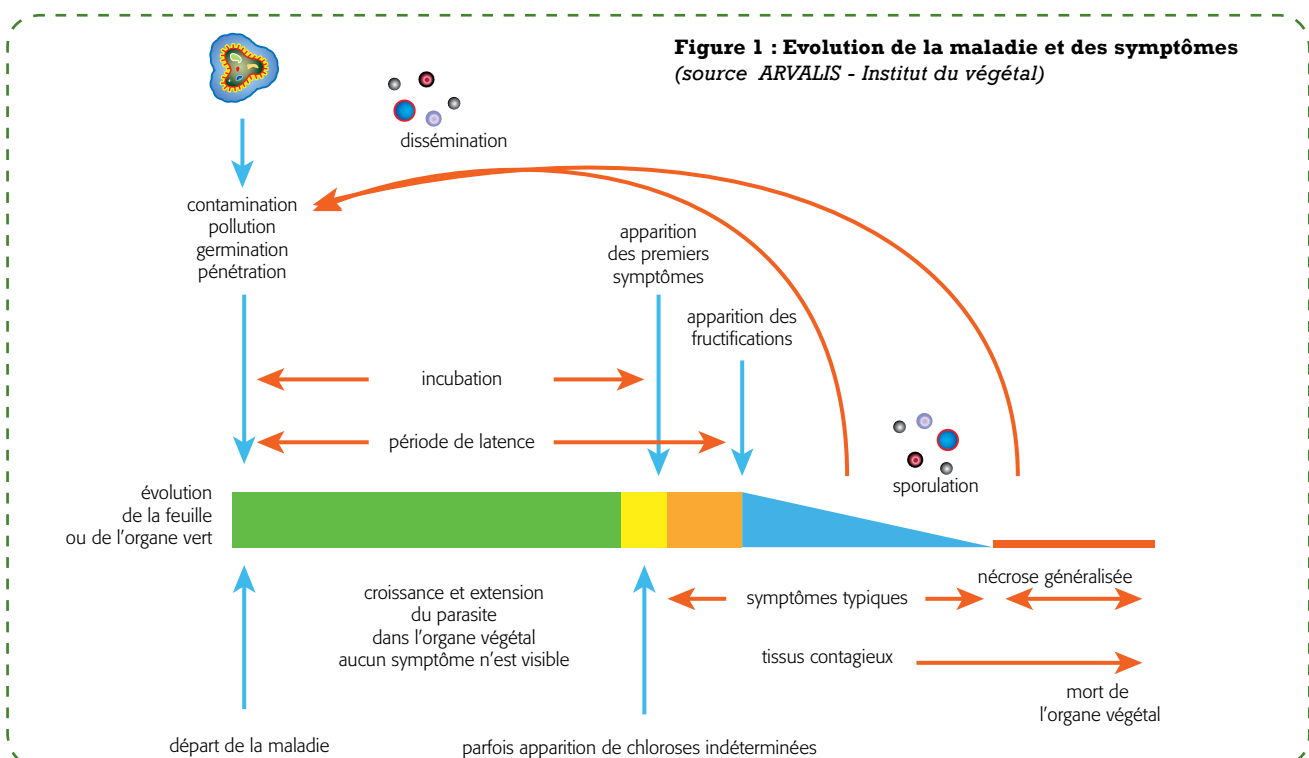 Figure 1 : Evolution de la maladie et des symptômes
(source ARVALIS - Institut du végétal)
dissémination
contamination
pollution
germination
pénétration
apparition
des premiers
symptômes
apparition des
fructifications
incubation
période de latence
sporulation
évolution
de la feuille
ou de l'organe vert
croissance et extension
du parasite
dans l'organe végétal
aucun symptôme n'est visible
nécrose généralisée
symptômes typiques
tissus contagieux
mort de
l'organe végétal
départ de la maladie
parfois apparition de chloroses indéterminées